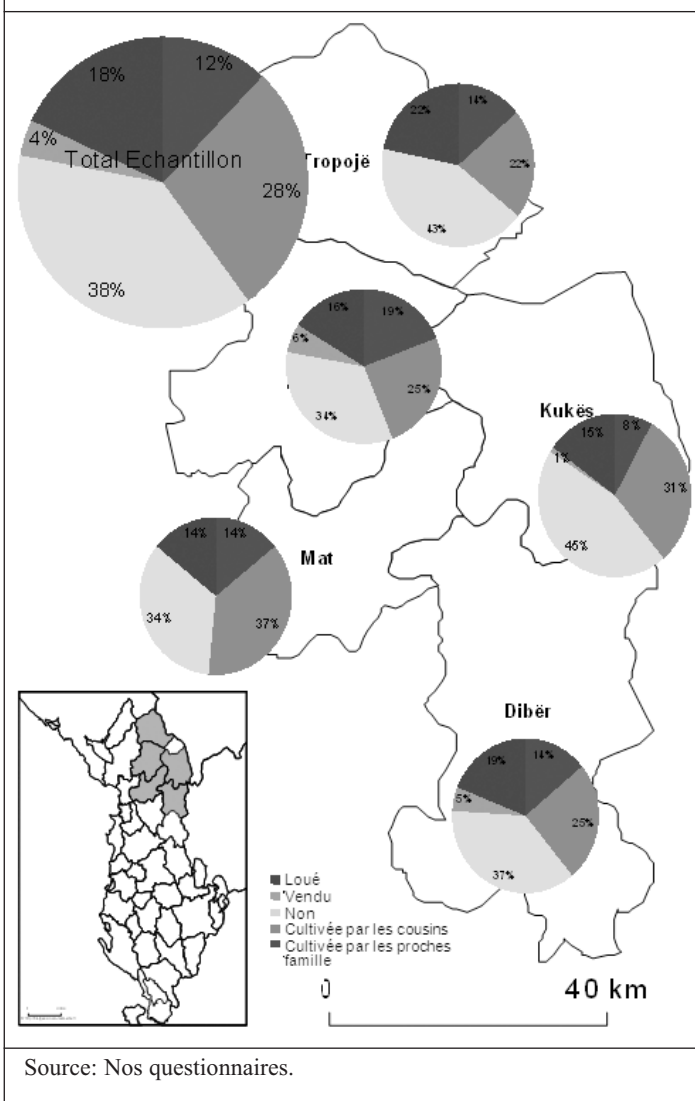 18%
12%
4%
Total Echantillon
28%
38%
Tropojë
22%
14%
22%
43%
16%
19%
6%
25%
34%
Kukës
15%
8%
1%
31%
45%
Mat
14%
14%
34%
37%
Dibër
19%
14%
5%
25%
37%
Loué
Vendu
Non
Cultivée par les cousins
Cultivée par les proches
famille
0
40 km
Source: Nos questionnaires.